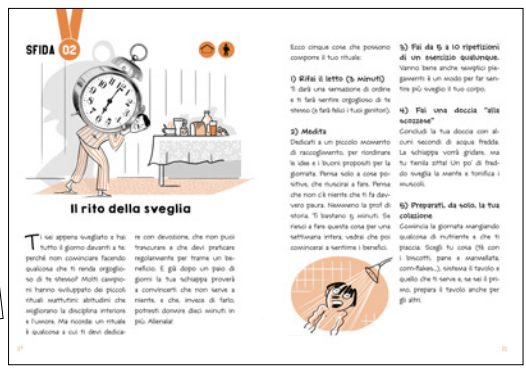 SFIDA 02
Il rito della sveglia
Ti sei appena svegliato e hai
tutto il giorno davanti a te:
perché non cominciare facendo
qualcosa che ti renda orgoglio-
so di te stesso? Molti campio-
ni hanno sviluppato dei piccoli
rituali mattutini: abitudini che
migliorano la disciplina interiore
e l'umore. Ma ricorda: un rituale
è qualcosa a cui ti devi dedica-
re con devozione, che non puoi
trascurare e che devi praticare
regolarmente per trarne un be-
neficio. E già dopo un paio di
giorni la tua schiappa proverà
a convincerti che non serve a
niente, e che, invece di farlo,
potresti dormire dieci minuti in
più. Allenala!
Ecco cinque cose che possono
comporre il tuo rituale:
1) Rifai il letto (3 minuti)
Ti darà una sensazione di ordine
e ti farà sentire orgoglioso di te
stesso (e farà felici i tuoi genitori).
2) Medita
Dedicati a un piccolo momento
di raccoglimento, per riordinare
le idee e i buoni propositi per la
giornata. Pensa solo a cose po-
sitive, che riuscirai a fare. Pensa
che non c'è niente che ti fa dav-
vero paura. Nemmeno la prof di
storia. Ti bastano 5 minuti. Se
riesci a fare questa cosa per una
settimana intera, vedrai che poi
comincerai a sentirne i benefici.
3) Fai da 5 a 10 ripetizioni
di un esercizio qualunque.
Vanno bene anche semplici pie-
gamenti: è un modo per far sen-
tire più sveglio il tuo corpo.
4) Fai una doccia "alla
scozzese"
Concludi la tua doccia con al-
cuni secondi di acqua fredda.
La schiappa vorrà gridare, ma
tu tienila zitta! Un po' di fred-
do sveglia la mente e tonifica i
muscoli.
5) Preparati, da solo, la tua
colazione
Comincia la giornata mangiando
qualcosa di nutriente e che ti
piaccia. Scegli tu cosa (tè con
i biscotti, pane e marmellata,
corn-flakes...), sistema il tavolo e
quello che ti serve e, se sei il pri-
mo, prepara il tavolo anche per
gli altri.